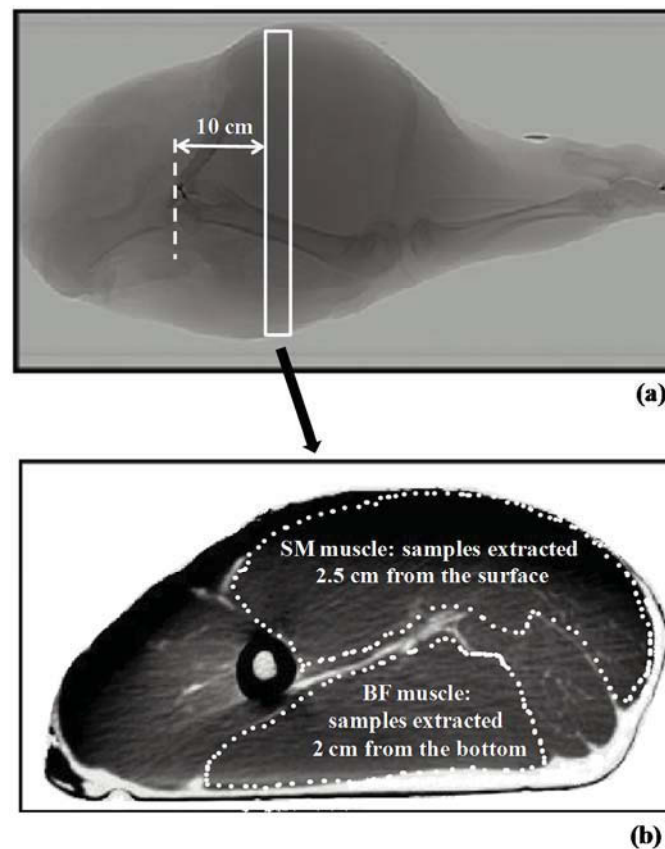 10 cm
(a)
SM muscle: samples extracted
2.5 cm from the surface
BF muscle:
samples extracted
2 cm from the bottom
(b)